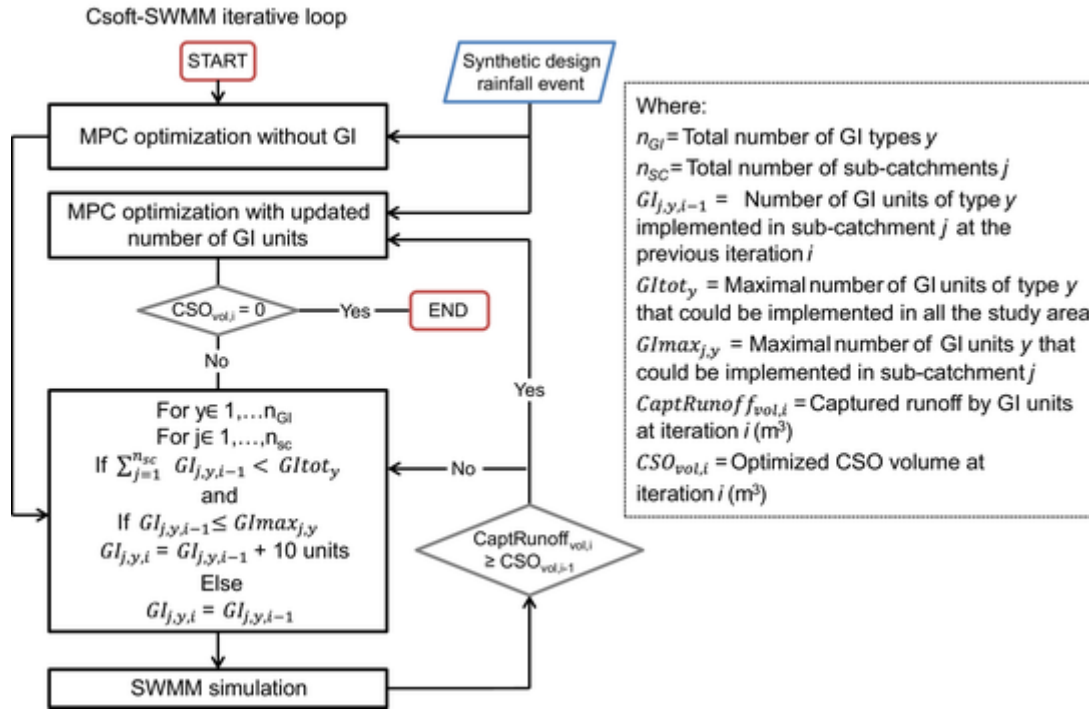 Csoft-SWMM iterative loop
START
Synthetic design
rainfall event
MPC optimization without GI
MPC optimization with updated
number of GI units
CSO_vol,i = 0
Yes
END
No
For y∈ 1,…n_GI
For j∈ 1,…,n_sc
If ∑_{j=1}^{n_sc} GI_{j,y,i−1} < GItot_y
and
If GI_{j,y,i−1} ≤ GImax_{j,y}
GI_{j,y,i} = GI_{j,y,i−1} + 10 units
Else
GI_{j,y,i} = GI_{j,y,i−1}
SWMM simulation
Yes
No
CaptRunoff_vol,i
≥ CSO_vol,i-1
Where:
n_GI= Total number of GI types y
n_SC= Total number of sub-catchments j
GI_{j,y,i−1} = Number of GI units of type y
implemented in sub-catchment j at the
previous iteration i
GItot_y = Maximal number of GI units of type y
that could be implemented in all the study area
GImax_{j,y} = Maximal number of GI units y that
could be implemented in sub-catchment j
CaptRunoff_{vol,i} = Captured runoff by GI units
at iteration i (m³)
CSO_{vol,i} = Optimized CSO volume at
iteration i (m³)